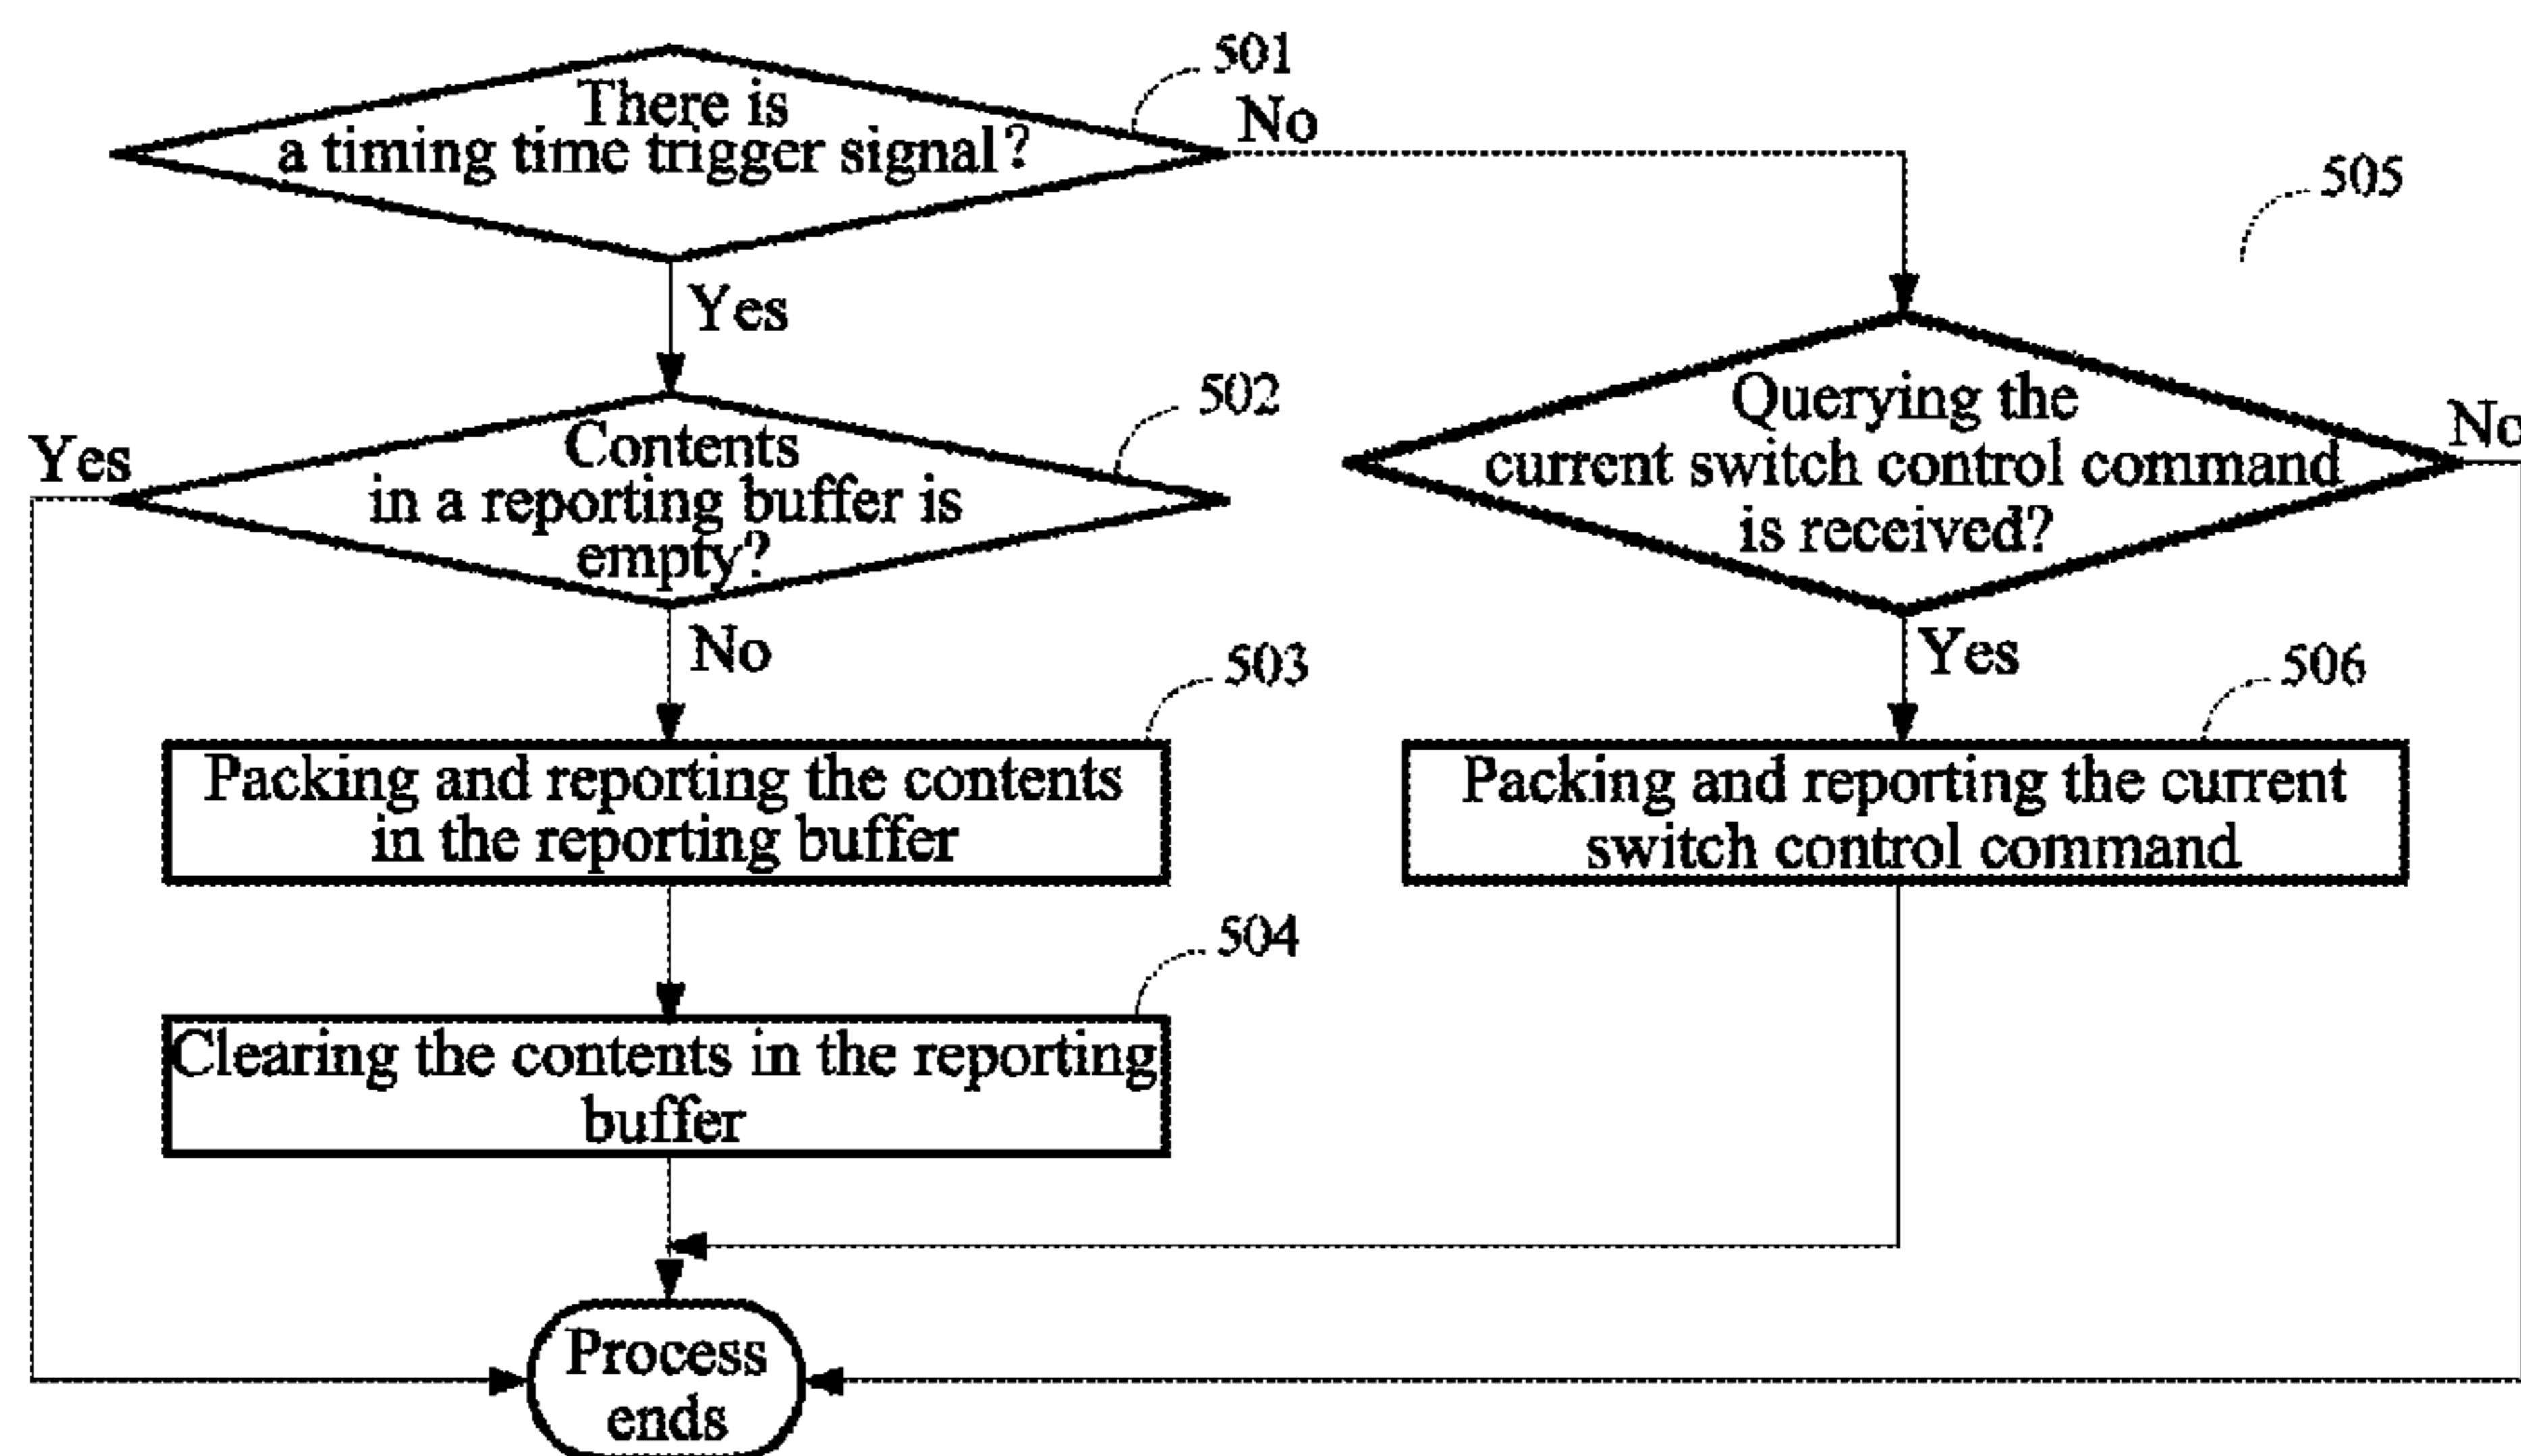 501
There is
a timing time trigger signal?
No
505
Yes
502
Contents
in a reporting buffer is
empty?
Yes
Querying the
current switch control command
is received?
No
No
503
Yes
506
Packing and reporting the contents
in the reporting buffer
Packing and reporting the current
switch control command
504
Clearing the contents in the reporting
buffer
Process
ends